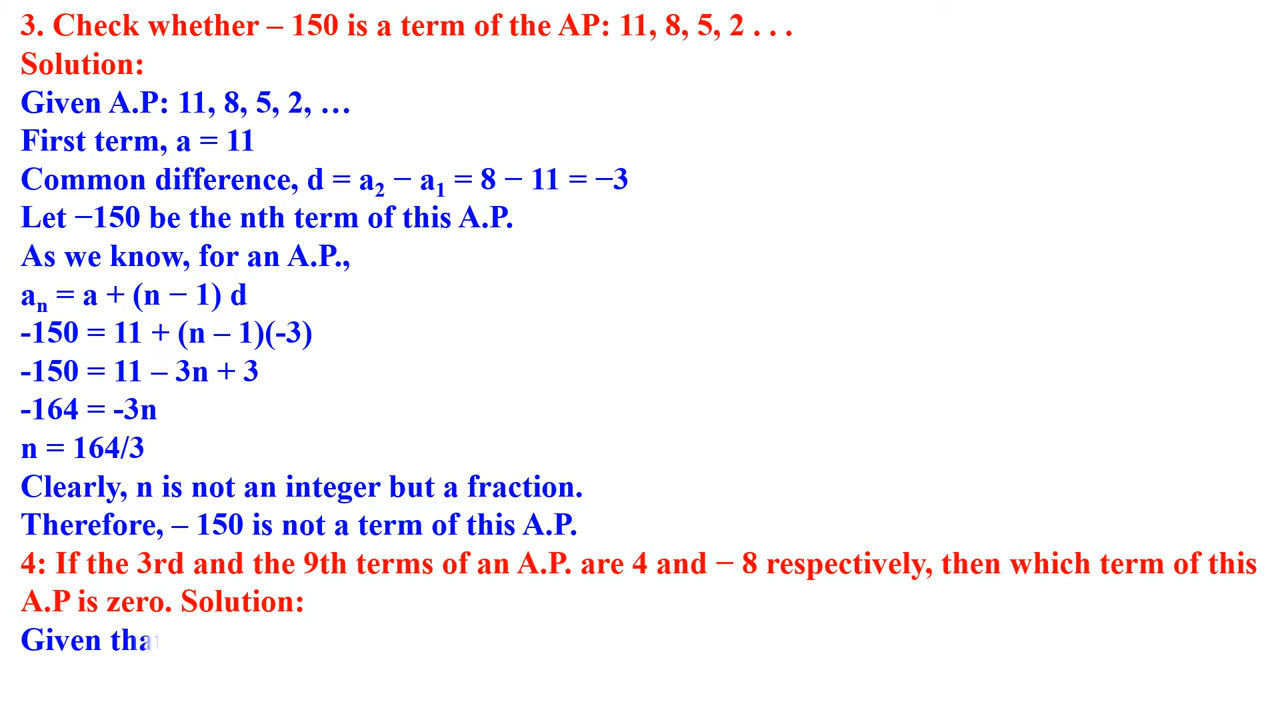 3. Check whether – 150 is a term of the AP: 11, 8, 5, 2 . . .
Solution:
Given A.P: 11, 8, 5, 2, …
First term, a = 11
Common difference, d = a₂ − a₁ = 8 − 11 = −3
Let −150 be the nth term of this A.P.
As we know, for an A.P.,
aₙ = a + (n − 1) d
-150 = 11 + (n – 1)(-3)
-150 = 11 – 3n + 3
-164 = -3n
n = 164/3
Clearly, n is not an integer but a fraction.
Therefore, – 150 is not a term of this A.P.
4: If the 3rd and the 9th terms of an A.P. are 4 and − 8 respectively, then which term of this
A.P is zero. Solution:
Given that